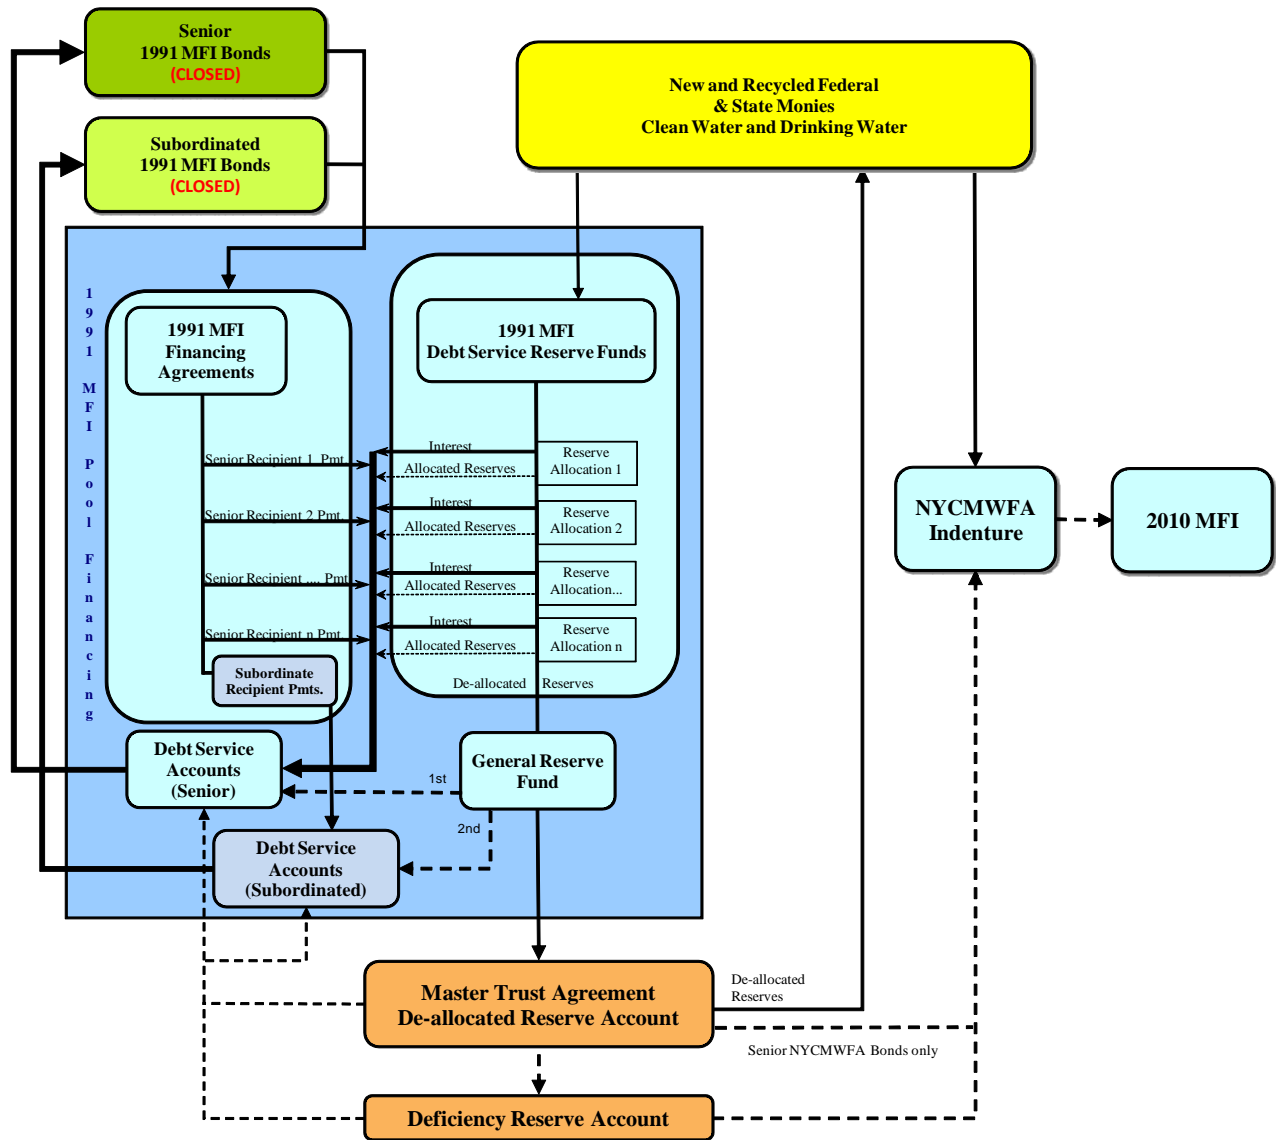 Senior
1991 MFI Bonds
(CLOSED)
Subordinated
1991 MFI Bonds
(CLOSED)
New and Recycled Federal
& State Monies
Clean Water and Drinking Water
1991 MFI Pool Financing
1991 MFI
Financing
Agreements
1991 MFI
Debt Service Reserve Funds
Senior Recipient 1 Pmt.
Senior Recipient 2 Pmt.
Senior Recipient .... Pmt
Senior Recipient n Pmt
Interest
Allocated Reserves
Interest
Allocated Reserves
Interest
Allocated Reserves
Interest
Allocated Reserves
Reserve
Allocation 1
Reserve
Allocation 2
Reserve
Allocation...
Reserve
Allocation n
Subordinate
Recipient Pmts.
De-allocated Reserves
NYCMWFA
Indenture
2010 MFI
Debt Service
Accounts
(Senior)
1st
General Reserve
Fund
2nd
Debt Service
Accounts
(Subordinated)
Master Trust Agreement
De-allocated Reserve Account
De-allocated
Reserves
Senior NYCMWFA Bonds only
Deficiency Reserve Account